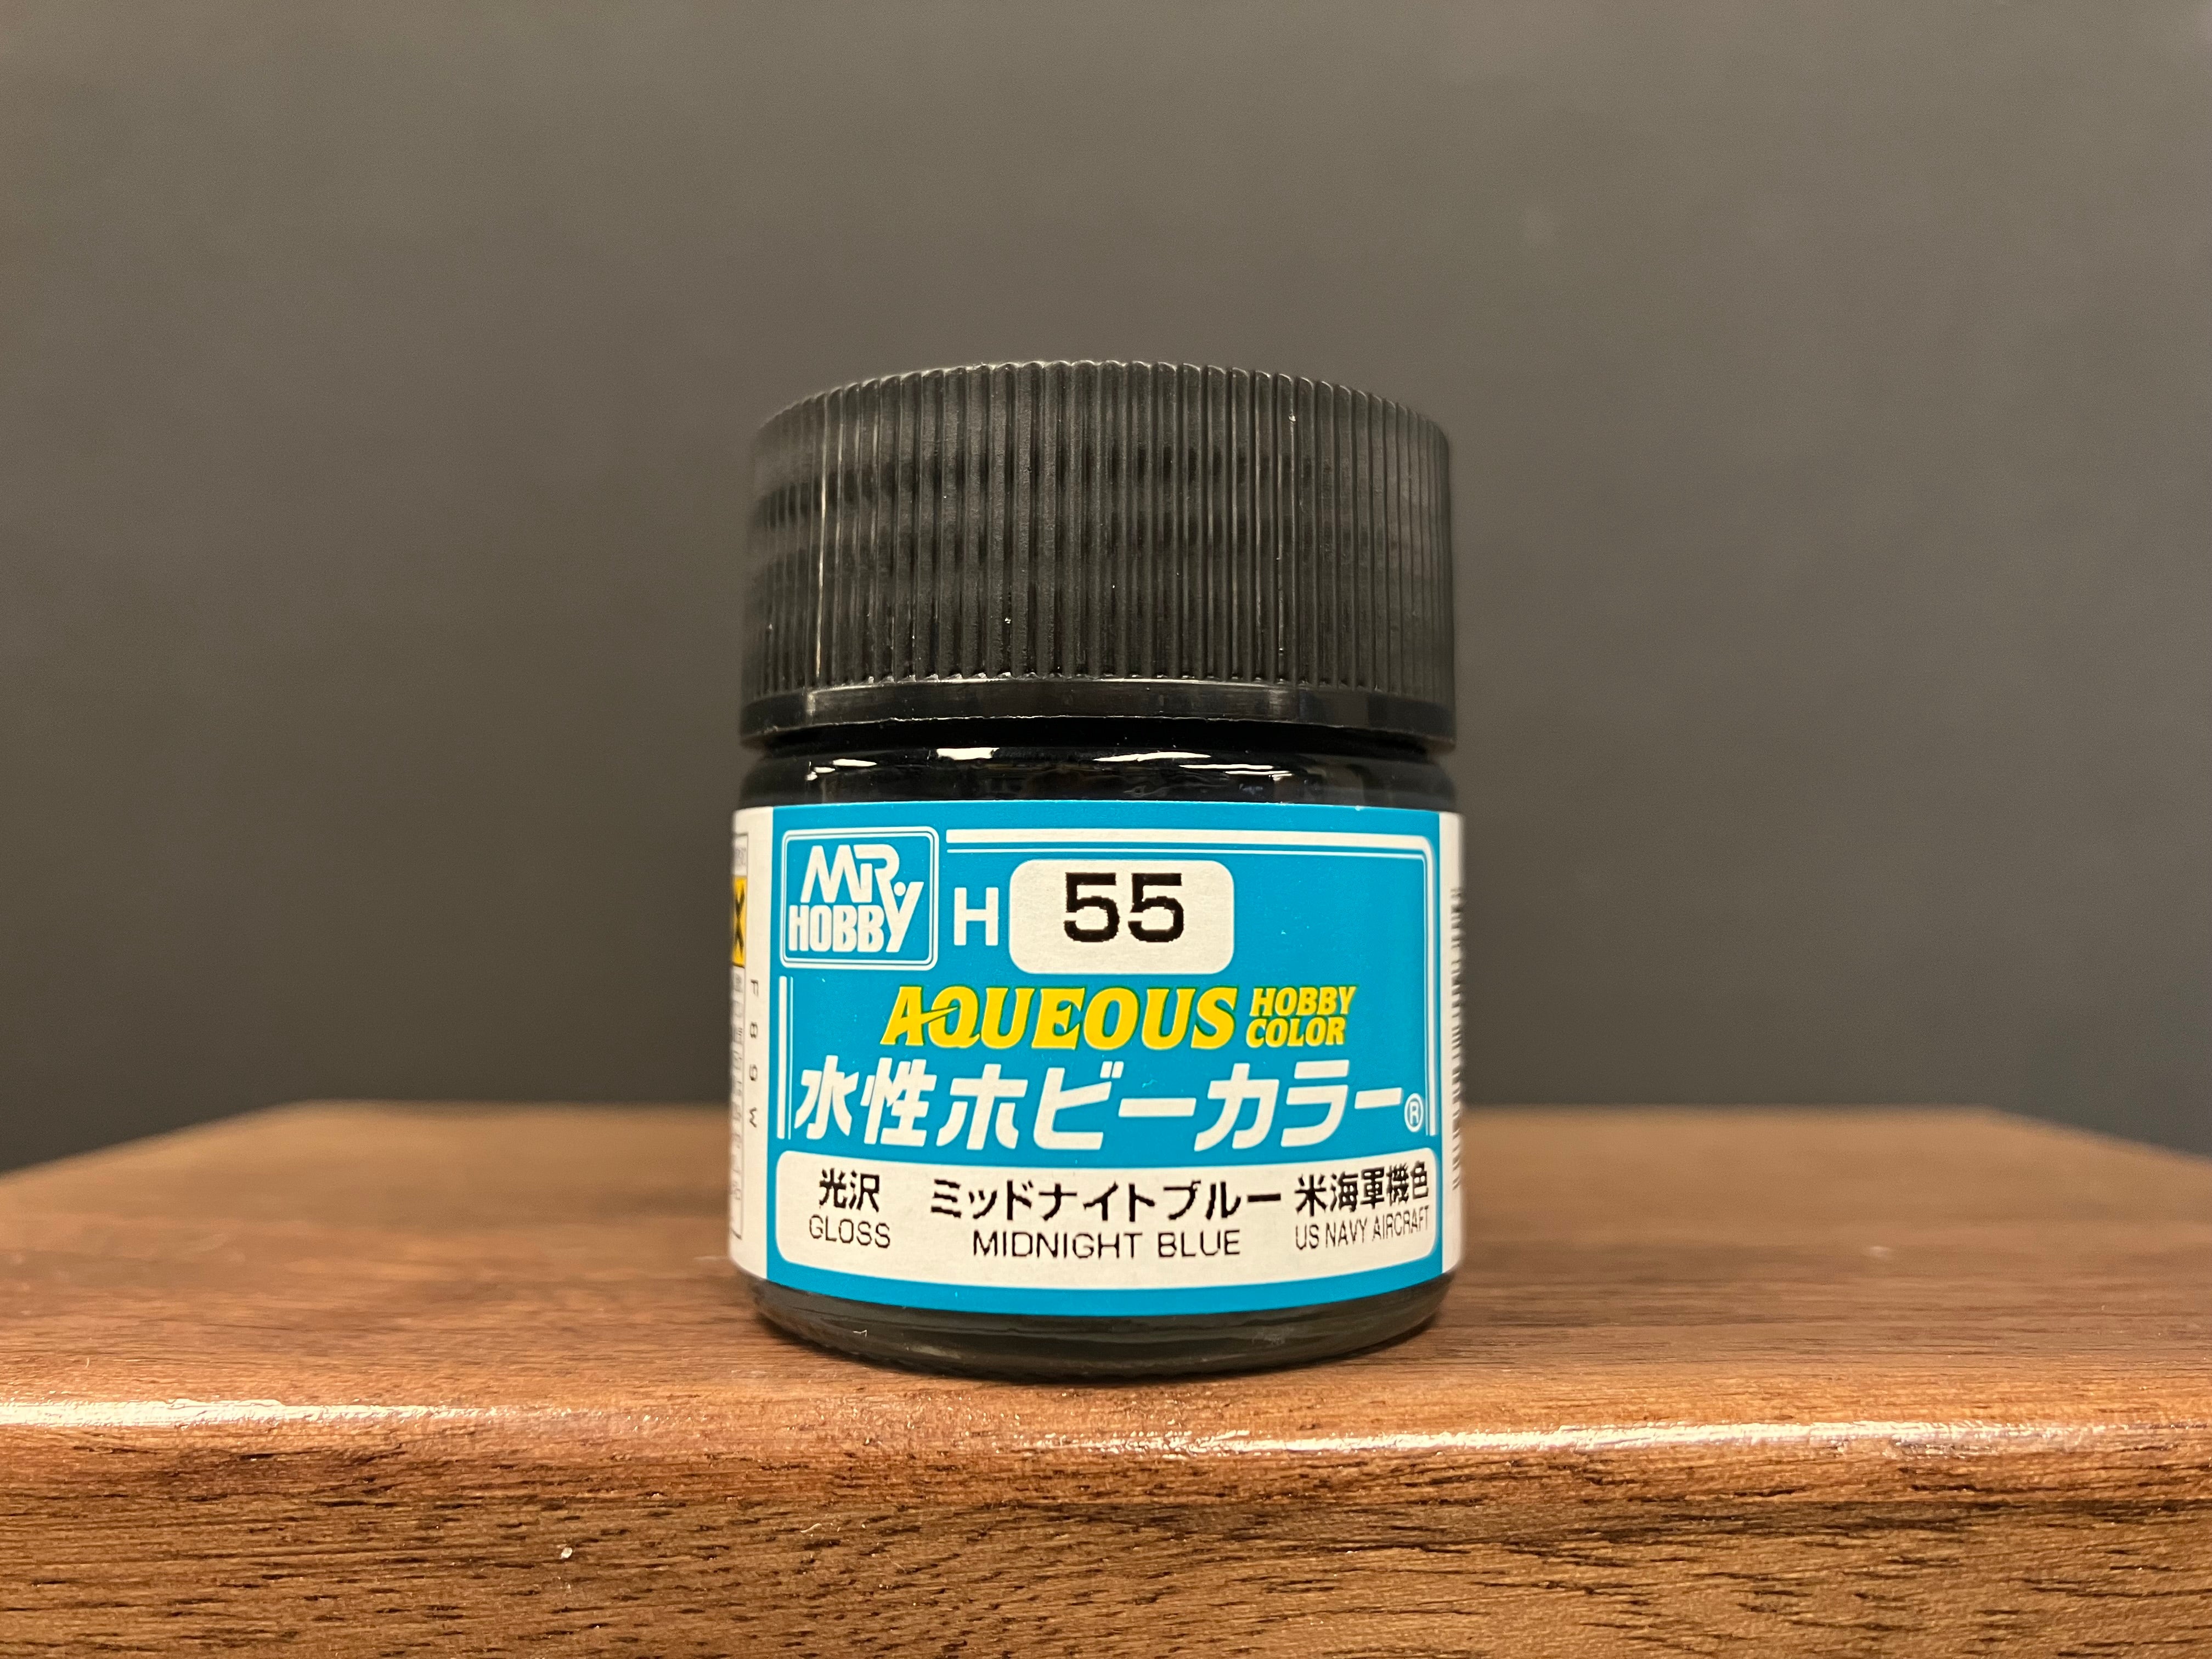 MR.
HOBBY
H 55
AQUEOUS HOBBY COLOR
水性ホビーカラー®
光沢 ミッドナイトブルー 米海軍機色
GLOSS MIDNIGHT BLUE US NAVY AIRCRAFT
F89W